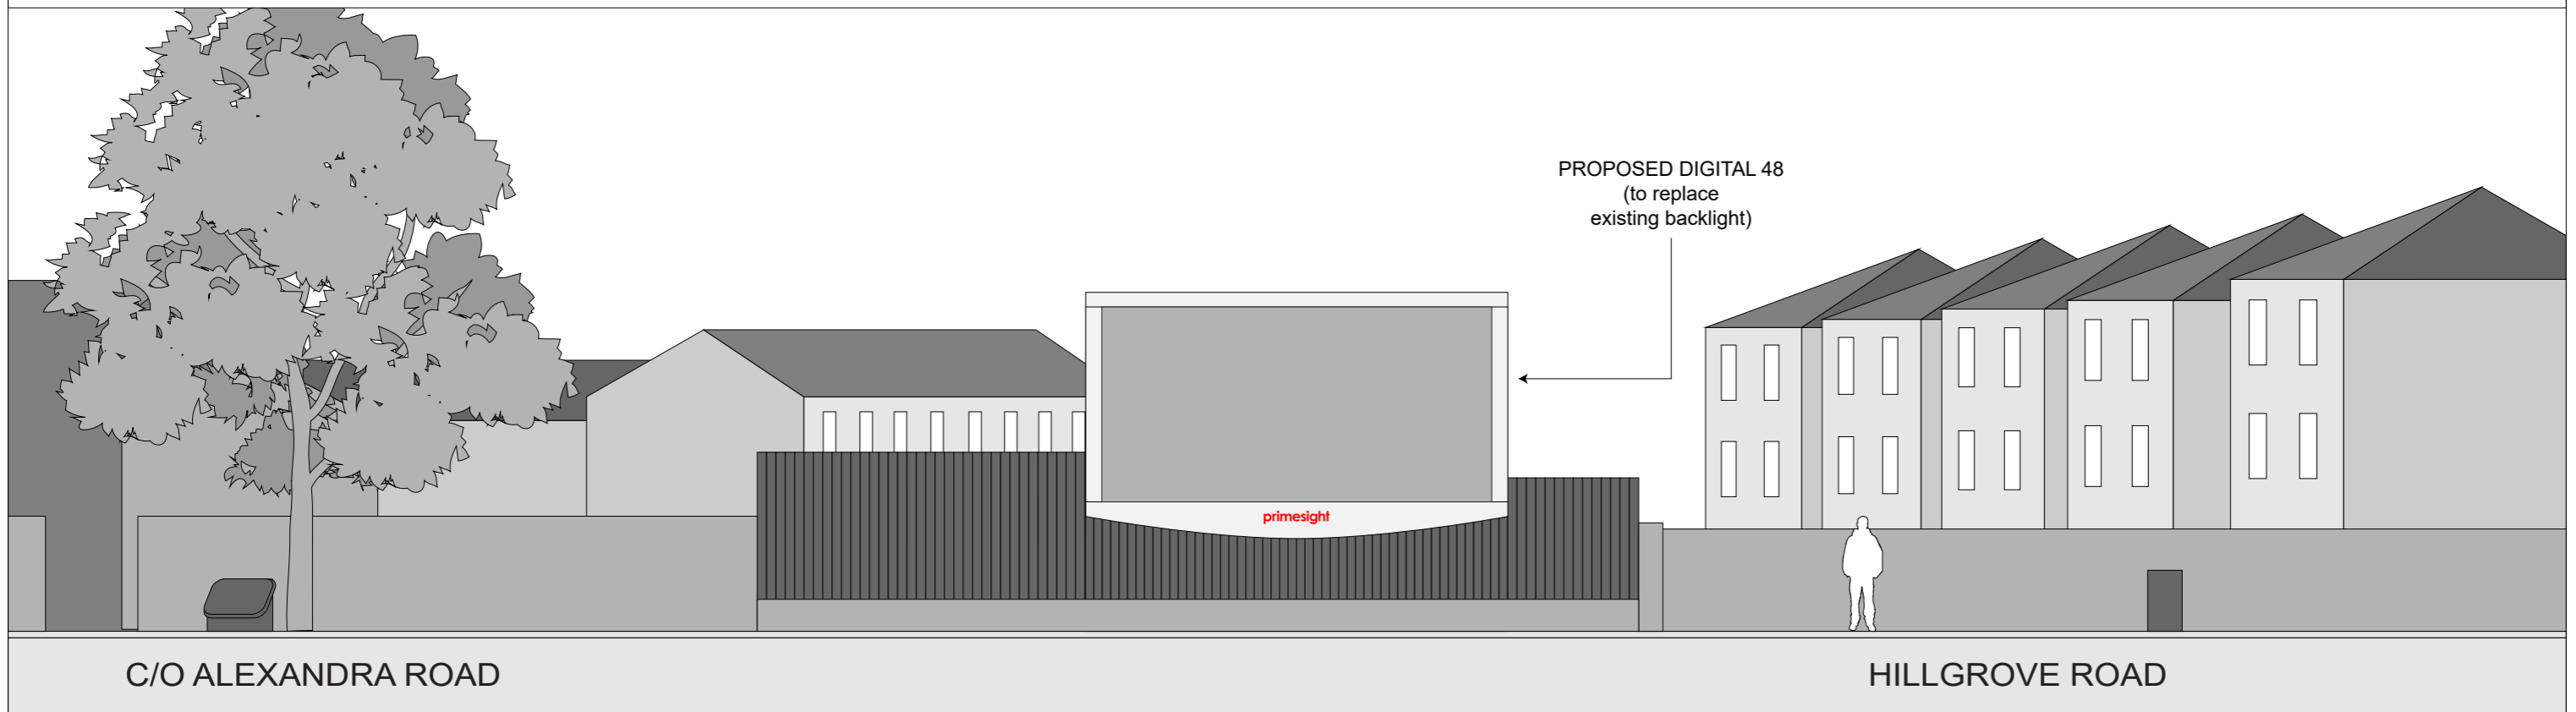 PROPOSED DIGITAL 48
(to replace
existing backlight)
primesight
C/O ALEXANDRA ROAD
HILLGROVE ROAD